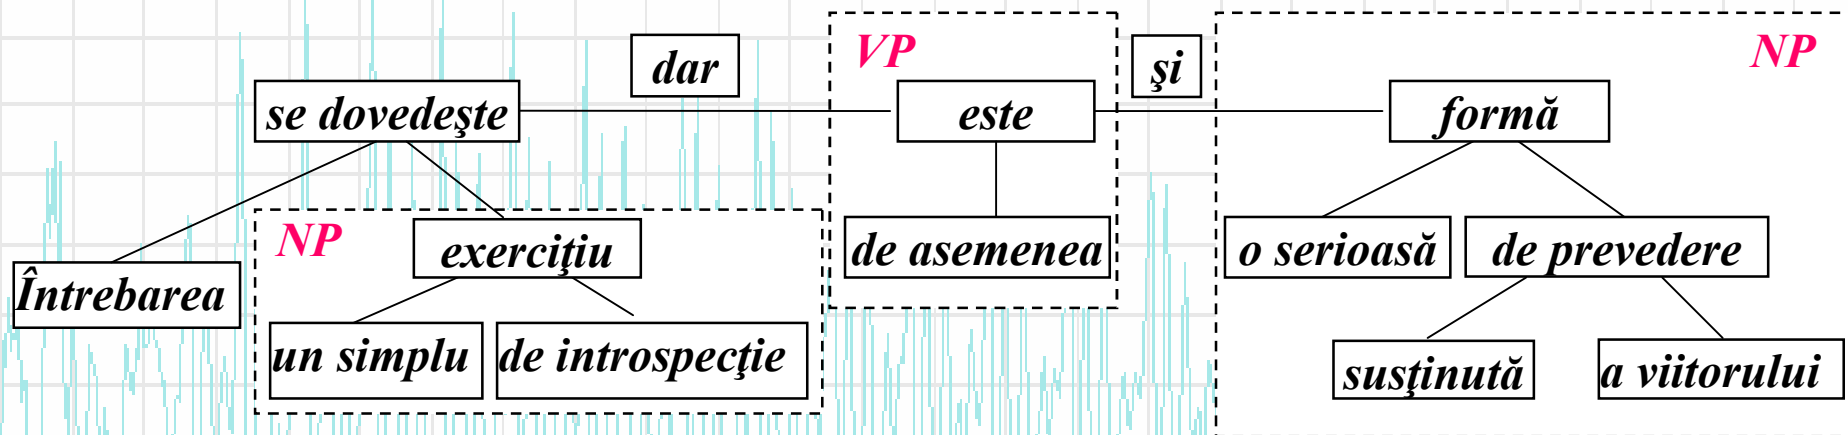 dar
VP
şi
NP
se dovedeşte
este
formă
NP
exerciţiu
de asemenea
o serioasă
de prevedere
Întrebarea
un simplu
de introspecţie
susţinută
a viitorului